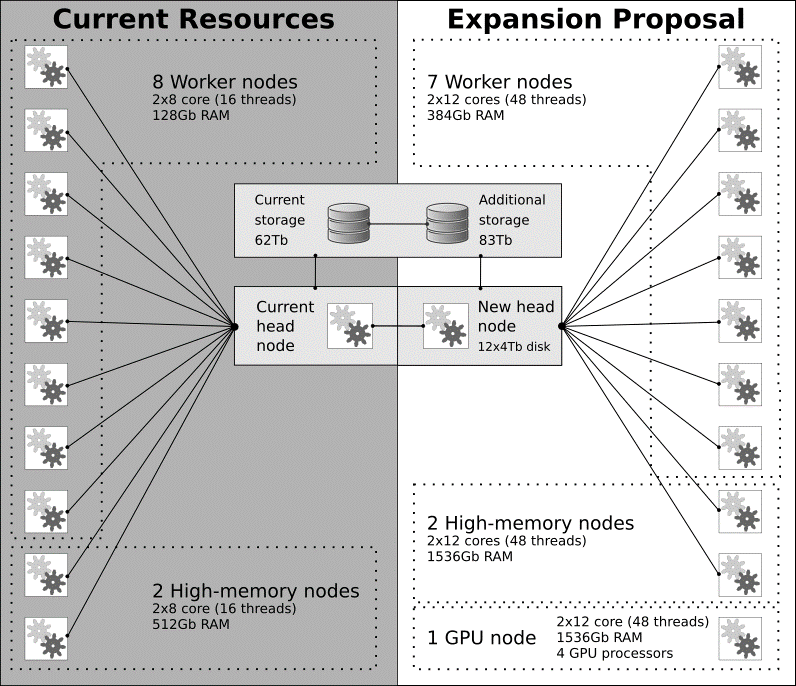 Current Resources
8 Worker nodes
2x8 core (16 threads)
128Gb RAM
Current
storage
62Tb
Current
head
node
2 High-memory nodes
2x8 core (16 threads)
512Gb RAM
Expansion Proposal
7 Worker nodes
2x12 cores (48 threads)
384Gb RAM
Additional
storage
83Tb
New head
node
12x4Tb disk
2 High-memory nodes
2x12 cores (48 threads)
1536Gb RAM
1 GPU node
2x12 core (48 threads)
1536Gb RAM
4 GPU processors